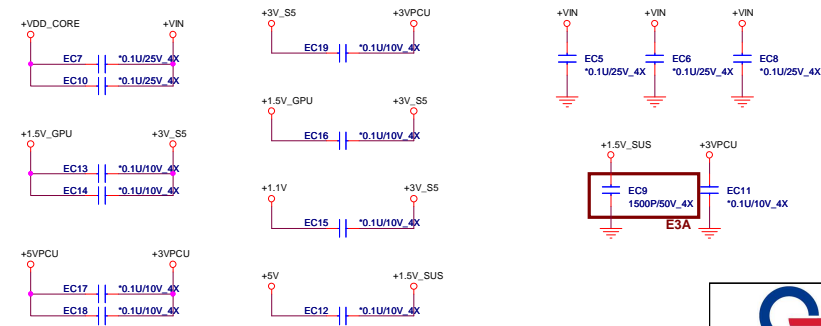 +VDD_CORE +VIN
EC7 *0.1U/25V_4X
EC10 *0.1U/25V_4X
+1.5V_GPU +3V_S5
EC13 *0.1U/10V_4X
EC14 *0.1U/10V_4X
+5VPCU +3VPCU
EC17 *0.1U/10V_4X
EC18 *0.1U/10V_4X
+3V_S5 +3VPCU
EC19 *0.1U/10V_4X
+1.5V_GPU +3V_S5
EC16 *0.1U/10V_4X
+1.1V +3V_S5
EC15 *0.1U/10V_4X
+5V +1.5V_SUS
EC12 *0.1U/10V_4X
+VIN +VIN +VIN
EC5 EC6 EC8
*0.1U/25V_4X *0.1U/25V_4X *0.1U/25V_4X
+1.5V_SUS +3VPCU
EC9 EC11
1500P/50V_4X *0.1U/10V_4X
E3A